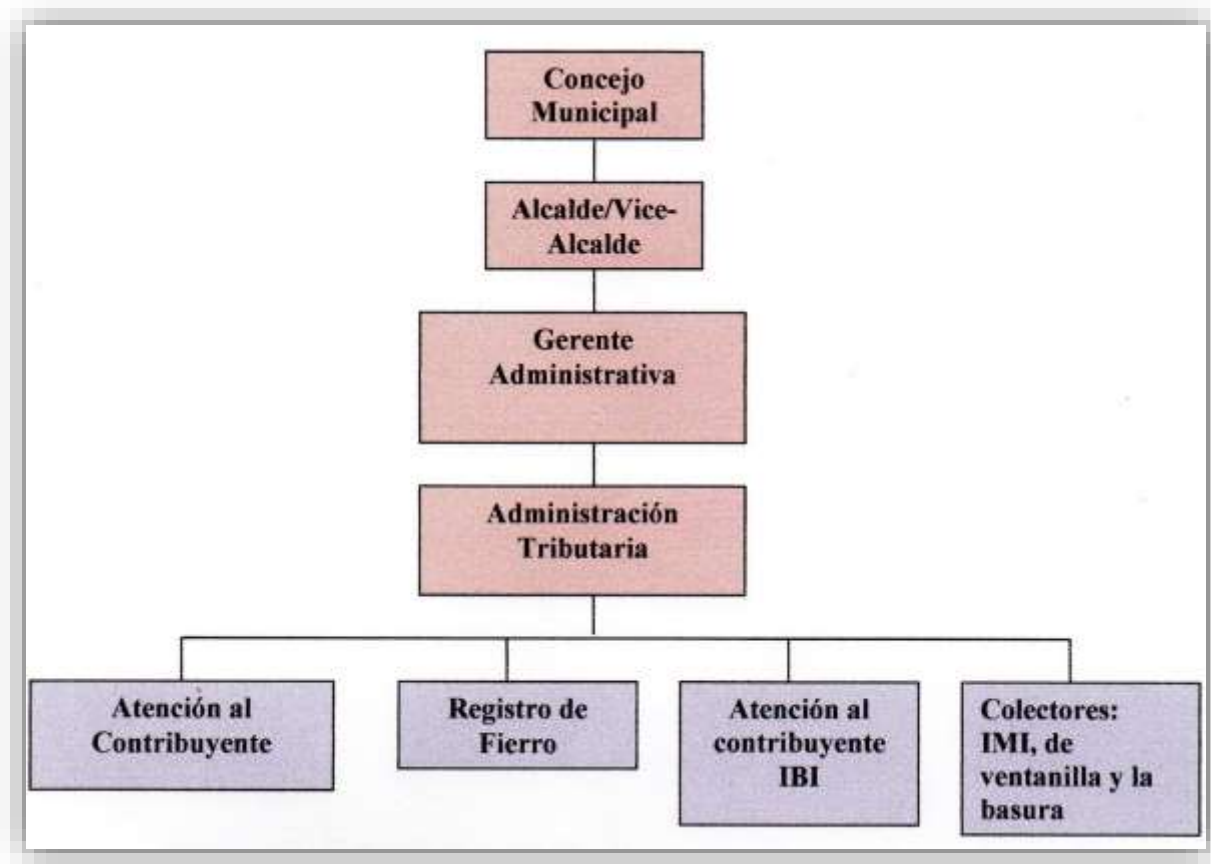 Concejo
Municipal
Alcalde/Vice-
Alcalde
Gerente
Administrativa
Administración
Tributaria
Atención al
Contribuyente
Registro de
Fierro
Atención al
contribuyente
IBI
Colectores:
IMI, de
ventanilla y la
basura